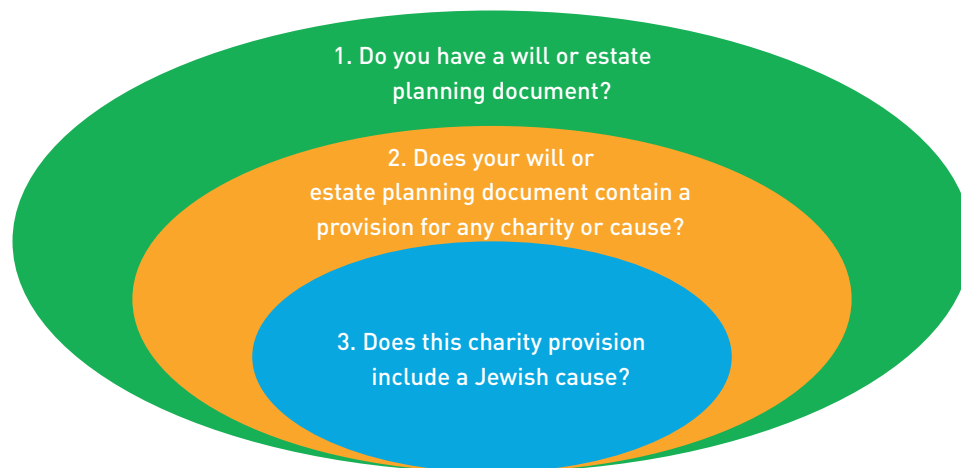 1. Do you have a will or estate
planning document?
2. Does your will or
estate planning document contain a
provision for any charity or cause?
3. Does this charity provision
include a Jewish cause?